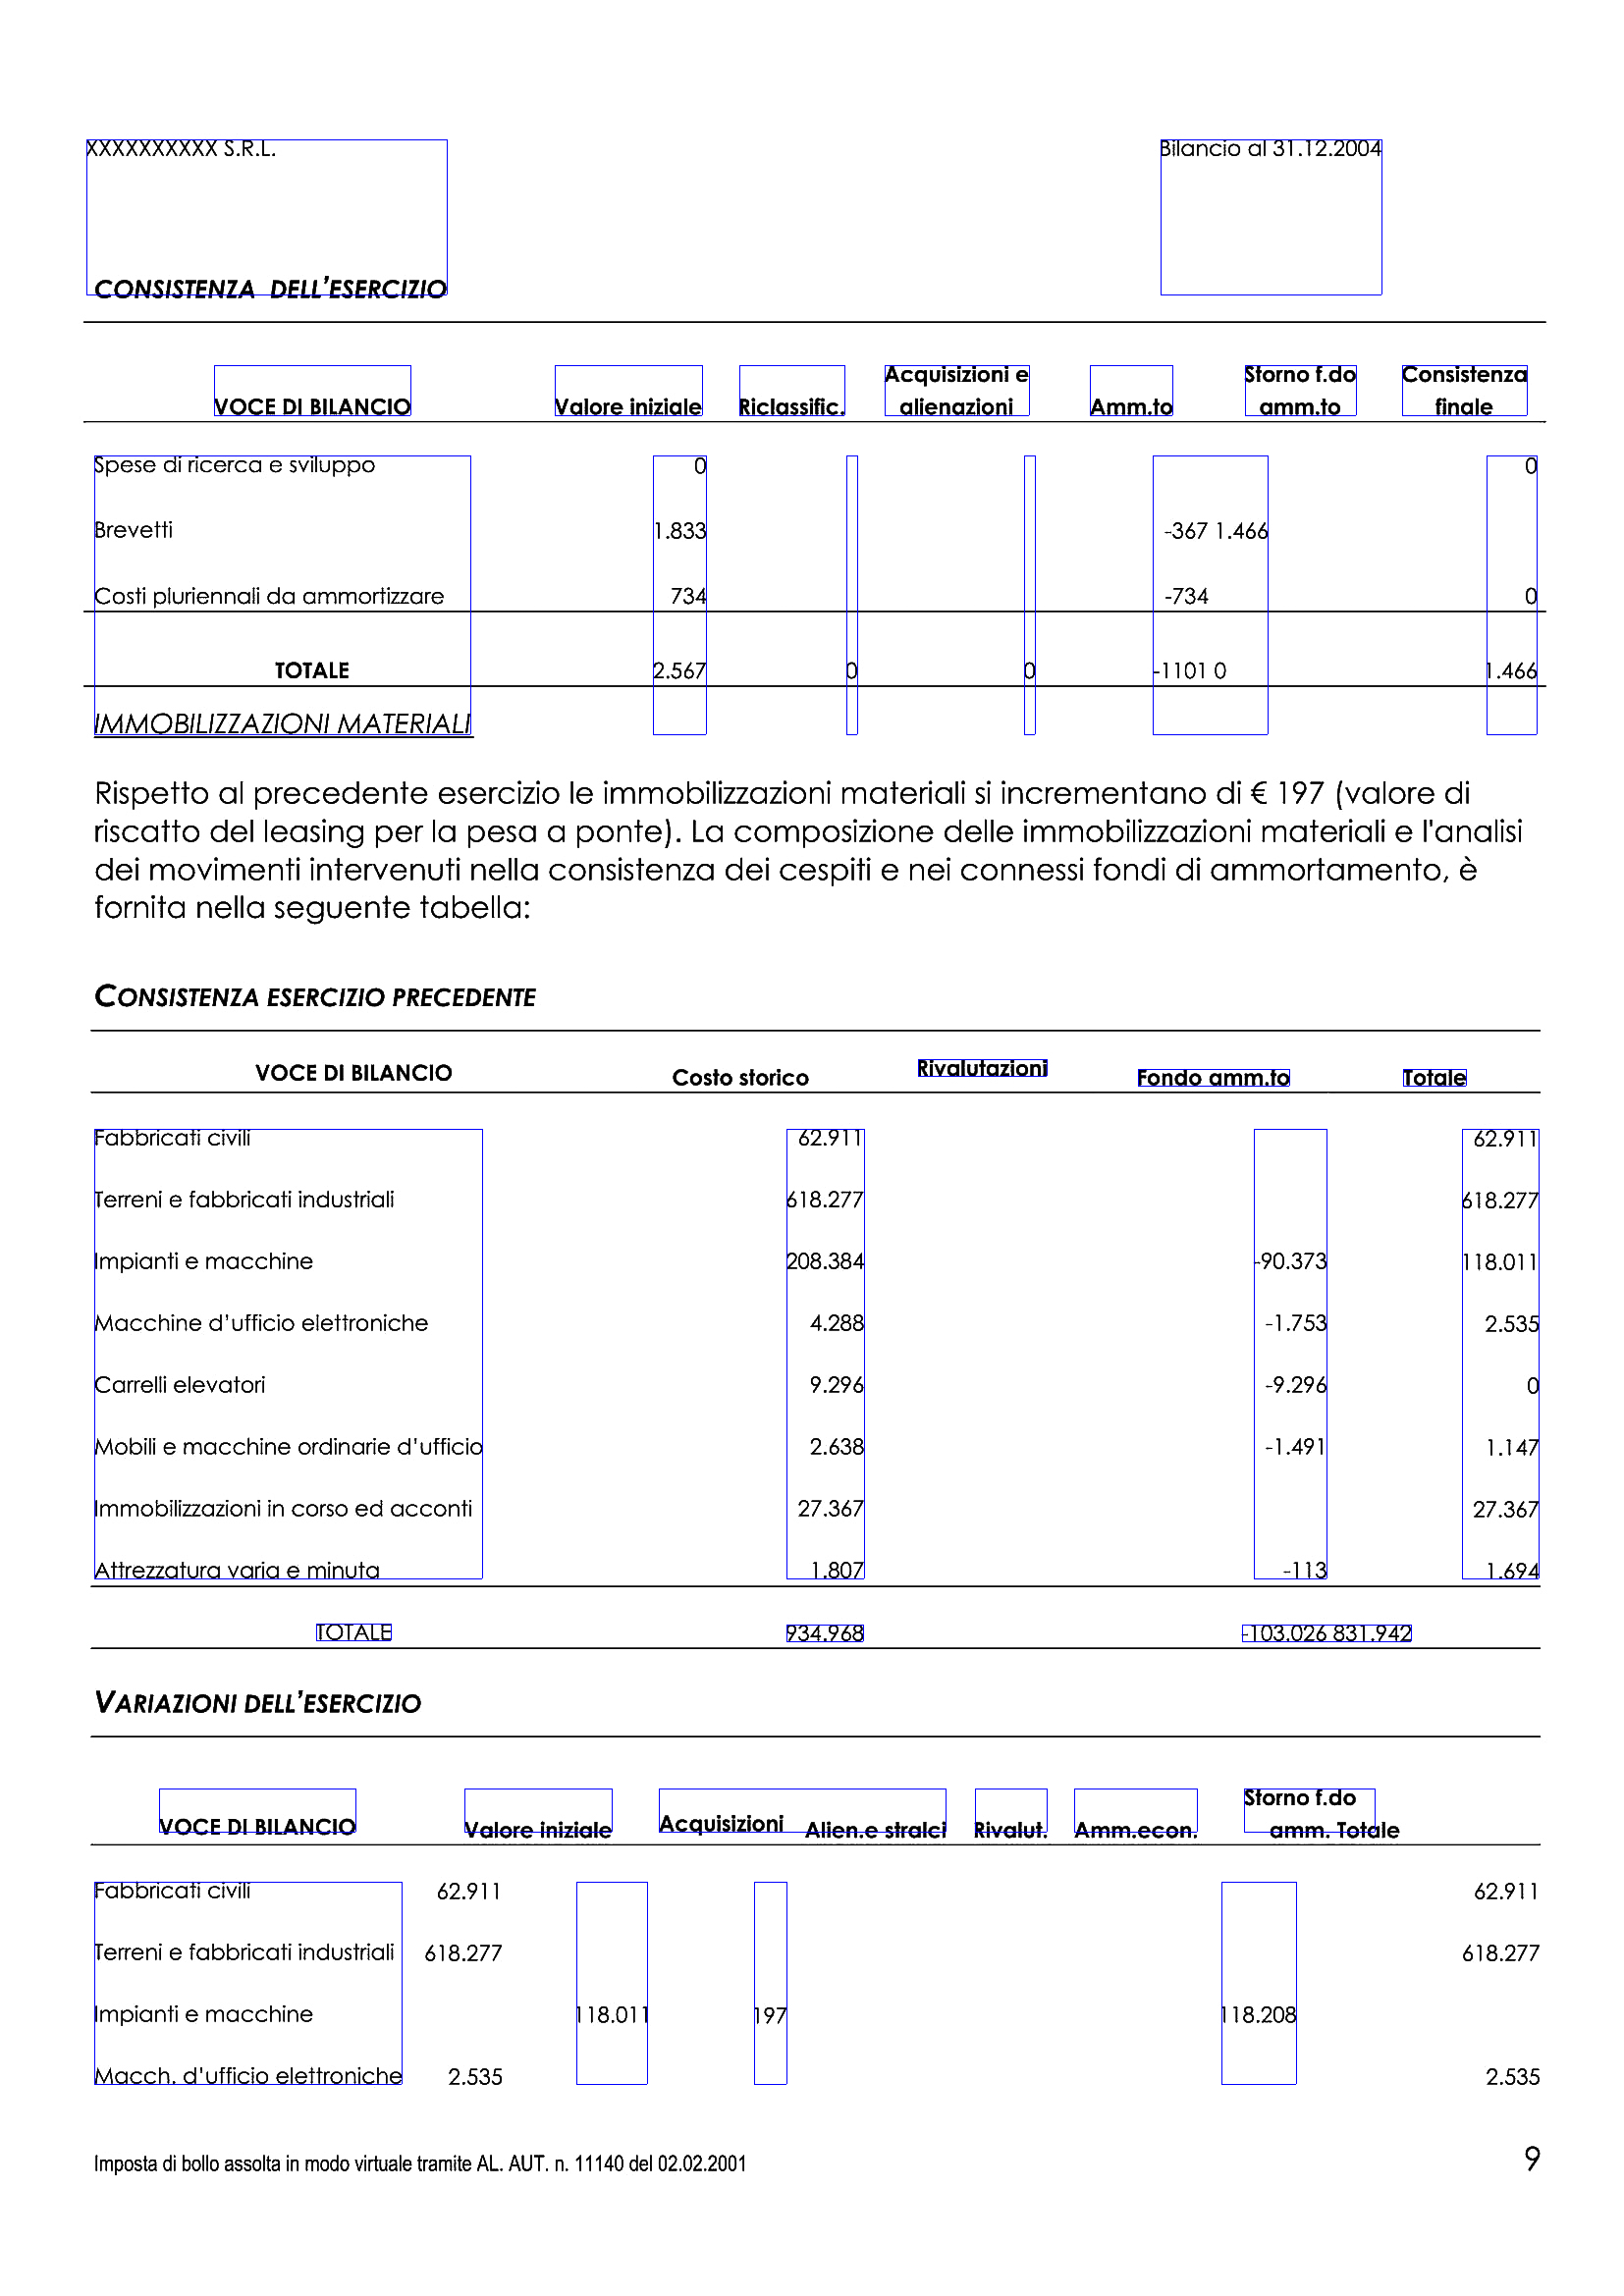 XXXXXXXXXX S.R.L. Bilancio al 31.12.2004
CONSISTENZA DELL’ESERCIZIO
Acquisizioni e Storno f.do Consistenza
VOCE DI BILANCIO Valore iniziale Riclassific. alienazioni Amm.to amm.to finale
Spese di ricerca e sviluppo 0 0
Brevetti 1.833 -367 1.466
Costi pluriennali da ammortizzare 734 -734 0
TOTALE 2.567 0 0 -1101 0 1.466
IMMOBILIZZAZIONI MATERIALI
Rispetto al precedente esercizio le immobilizzazioni materiali si incrementano di € 197 (valore di
riscatto del leasing per la pesa a ponte). La composizione delle immobilizzazioni materiali e l'analisi
dei movimenti intervenuti nella consistenza dei cespiti e nei connessi fondi di ammortamento, è
fornita nella seguente tabella:
CONSISTENZA ESERCIZIO PRECEDENTE
VOCE DI BILANCIO Costo storico Rivalutazioni Fondo amm.to Totale
Fabbricati civili 62.911 62.911
Terreni e fabbricati industriali 618.277 618.277
Impianti e macchine 208.384 -90.373 118.011
Macchine d’ufficio elettroniche 4.288 -1.753 2.535
Carrelli elevatori 9.296 -9.296 0
Mobili e macchine ordinarie d’ufficio 2.638 -1.491 1.147
Immobilizzazioni in corso ed acconti 27.367 27.367
Attrezzatura varia e minuta 1.807 -113 1.694
TOTALE 934.968 -103.026 831.942
VARIAZIONI DELL’ESERCIZIO
Storno f.do
VOCE DI BILANCIO Valore iniziale Acquisizioni Alien.e stralci Rivalut. Amm.econ. amm. Totale
Fabbricati civili 62.911 62.911
Terreni e fabbricati industriali 618.277 618.277
Impianti e macchine 118.011 197 118.208
Macch. d’ufficio elettroniche 2.535 2.535
Imposta di bollo assolta in modo virtuale tramite AL. AUT. n. 11140 del 02.02.2001 9